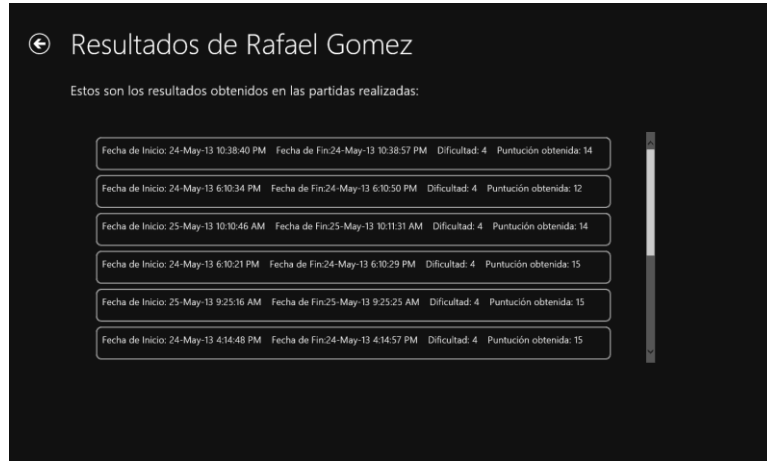 Resultados de Rafael Gomez
Estos son los resultados obtenidos en las partidas realizadas:
Fecha de Inicio: 24-May-13 10:38:40 PM Fecha de Fin:24-May-13 10:38:57 PM Dificultad: 4 Puntución obtenida: 14
Fecha de Inicio: 24-May-13 6:10:34 PM Fecha de Fin:24-May-13 6:10:50 PM Dificultad: 4 Puntución obtenida: 12
Fecha de Inicio: 25-May-13 10:10:46 AM Fecha de Fin:25-May-13 10:11:31 AM Dificultad: 4 Puntución obtenida: 14
Fecha de Inicio: 24-May-13 6:10:21 PM Fecha de Fin:24-May-13 6:10:29 PM Dificultad: 4 Puntución obtenida: 15
Fecha de Inicio: 25-May-13 9:25:16 AM Fecha de Fin:25-May-13 9:25:25 AM Dificultad: 4 Puntución obtenida: 15
Fecha de Inicio: 24-May-13 4:14:48 PM Fecha de Fin:24-May-13 4:14:57 PM Dificultad: 4 Puntución obtenida: 15